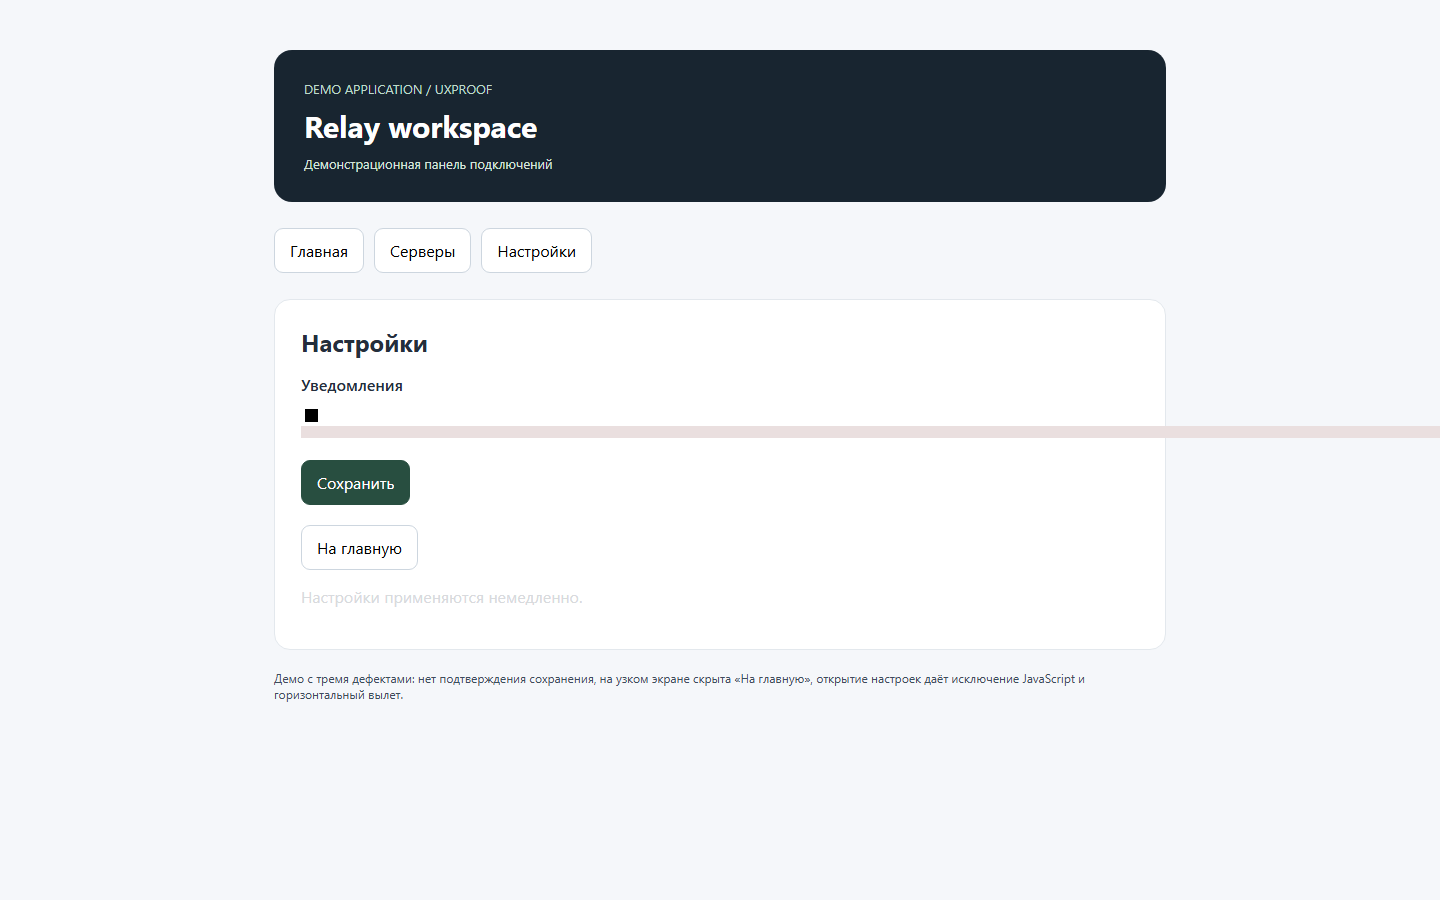 DEMO APPLICATION / UXPROOF
Relay workspace
Демонстрационная панель подключений
Главная
Серверы
Настройки
Настройки
Уведомления
Сохранить
На главную
Настройки применяются немедленно.
Демо с тремя дефектами: нет подтверждения сохранения, на узком экране скрыта «На главную», открытие настроек даёт исключение JavaScript и
горизонтальный вылет.